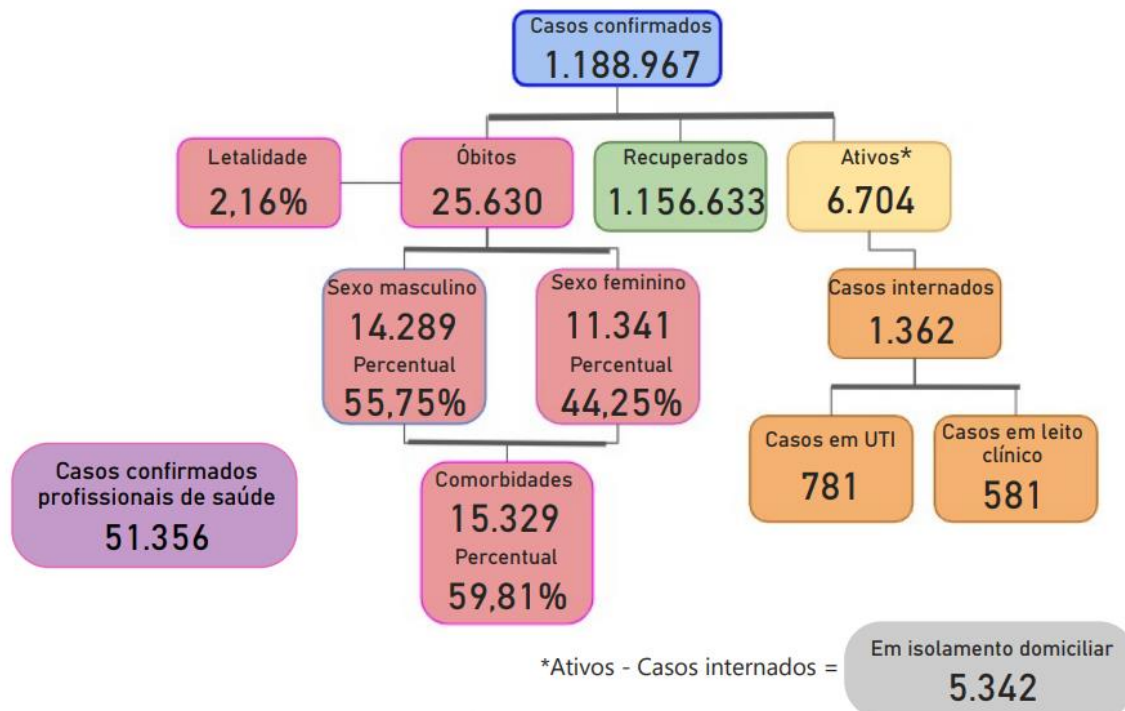 Casos confirmados
1.188.967
Letalidade
2,16%
Óbitos
25.630
Recuperados
1.156.633
Ativos*
6.704
Sexo masculino
14.289
Percentual
55,75%
Sexo feminino
11.341
Percentual
44,25%
Casos internados
1.362
Casos confirmados
profissionais de saúde
51.356
Comorbidades
15.329
Percentual
59,81%
Casos em UTI
781
Casos em leito
clínico
581
*Ativos - Casos internados =
Em isolamento domiciliar
5.342